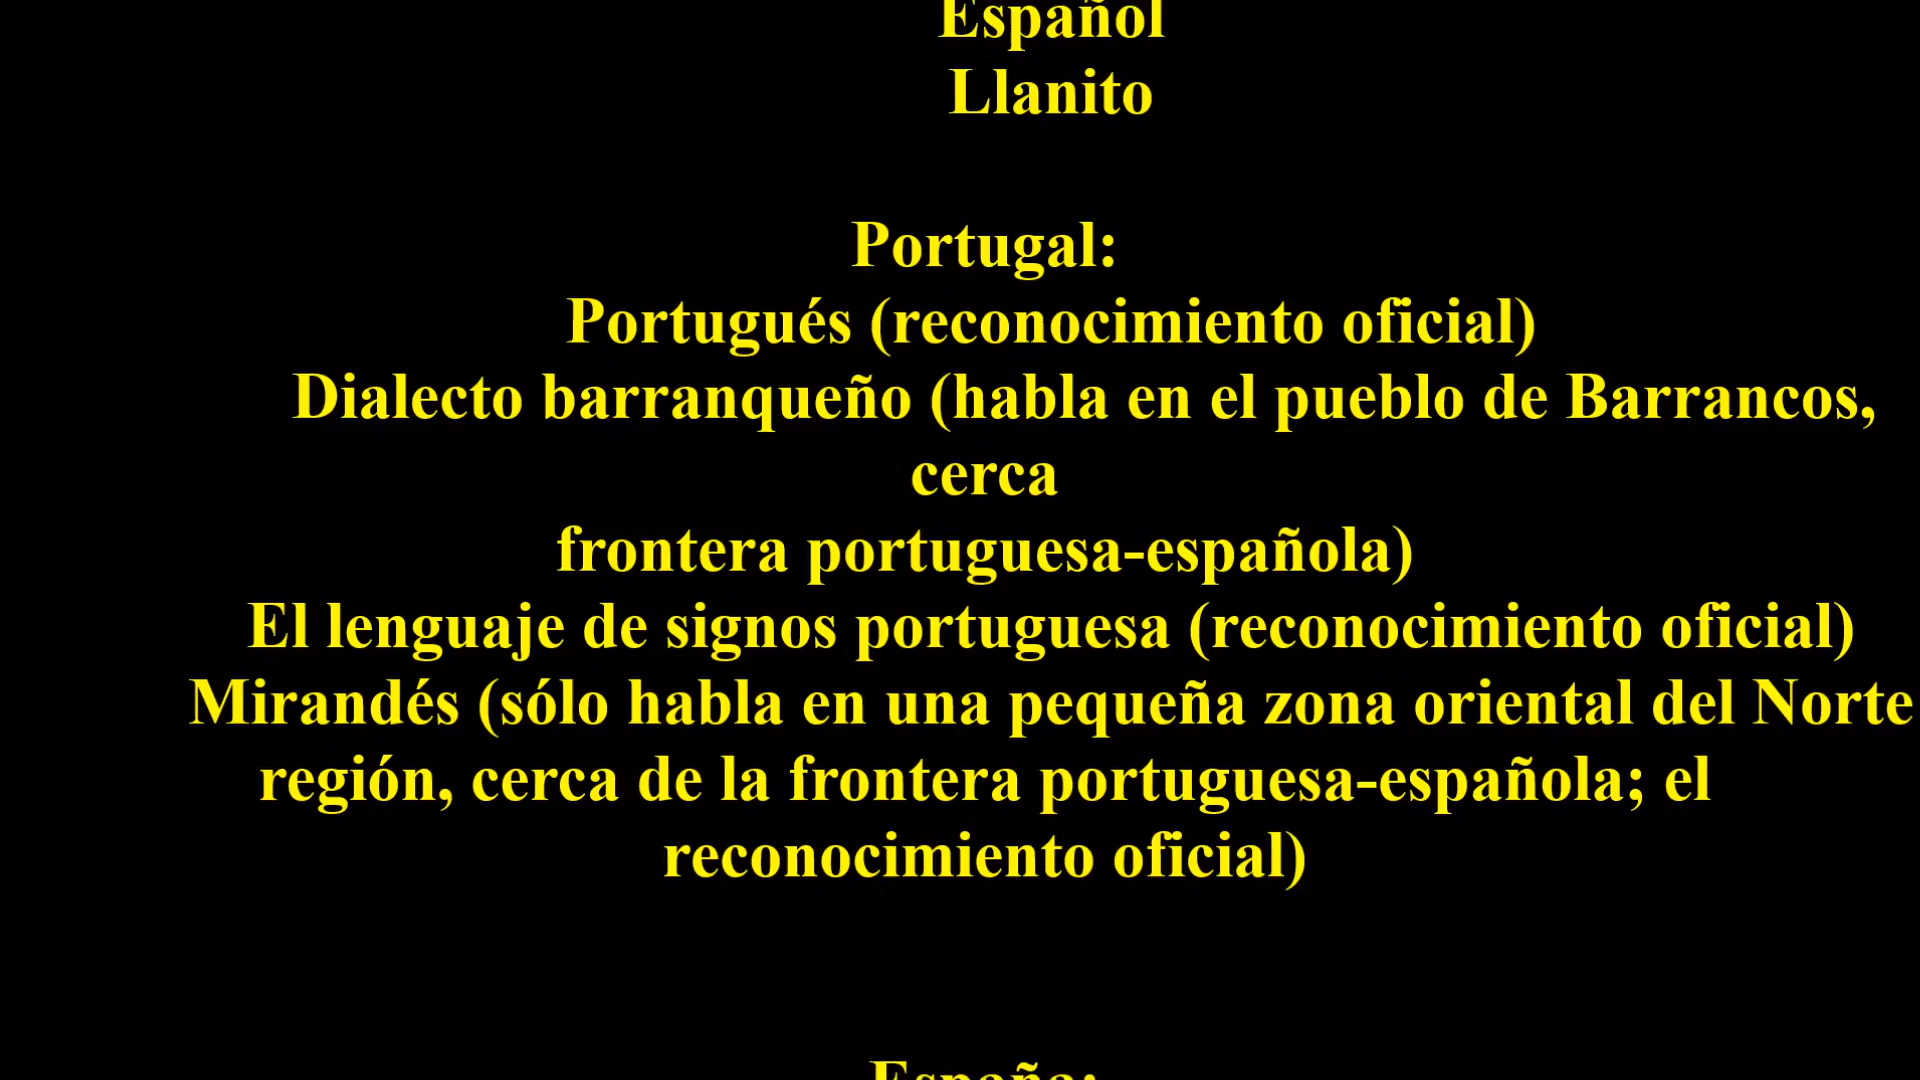 Español
Llanito
Portugal:
Portugués (reconocimiento oficial)
Dialecto barranqueño (habla en el pueblo de Barrancos,
cerca
frontera portuguesa-española)
El lenguaje de signos portuguesa (reconocimiento oficial)
Mirandés (sólo habla en una pequeña zona oriental del Norte
región, cerca de la frontera portuguesa-española; el
reconocimiento oficial)
España: